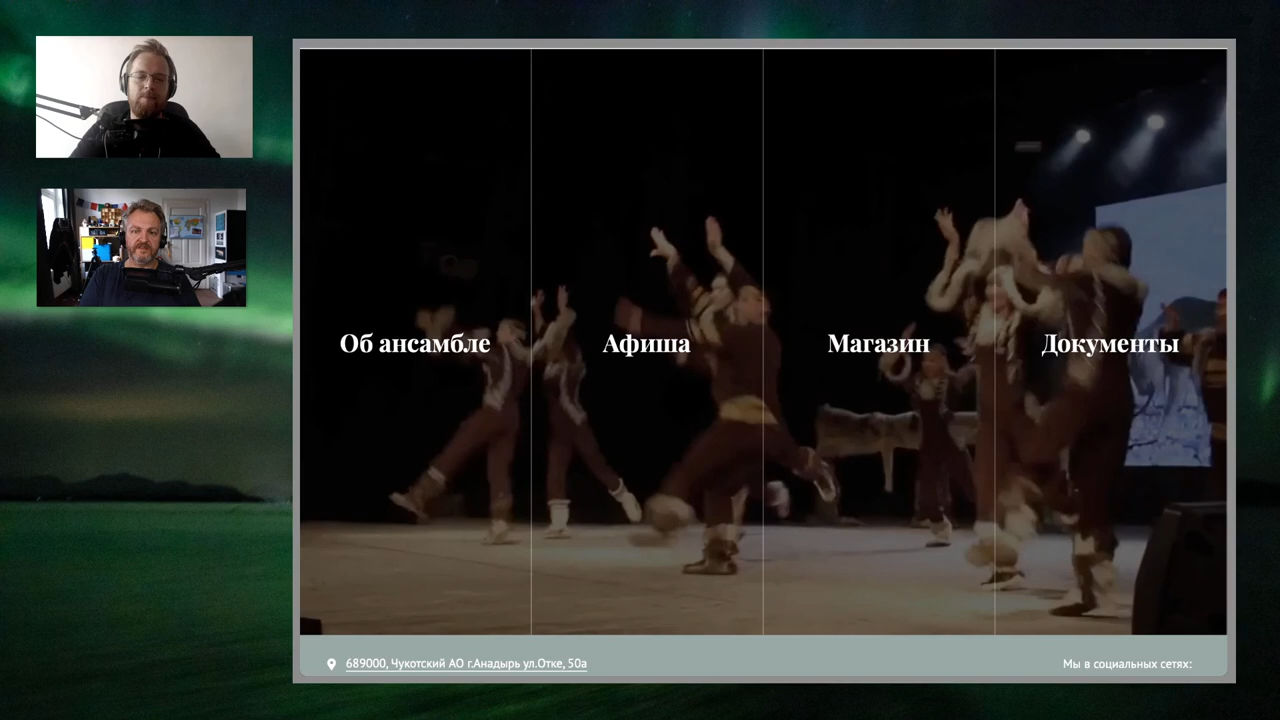 Об ансамбле
Афиша
Магазин
Документы
689000, Чукотский АО г.Анадырь ул.Отке, 50а
Мы в социальных сетях: